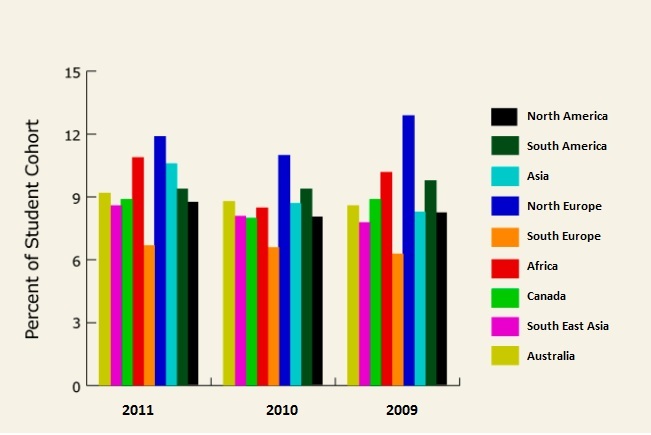 Percent of Student Cohort
15
12
9
6
3
0
2011
2010
2009
North America
South America
Asia
North Europe
South Europe
Africa
Canada
South East Asia
Australia